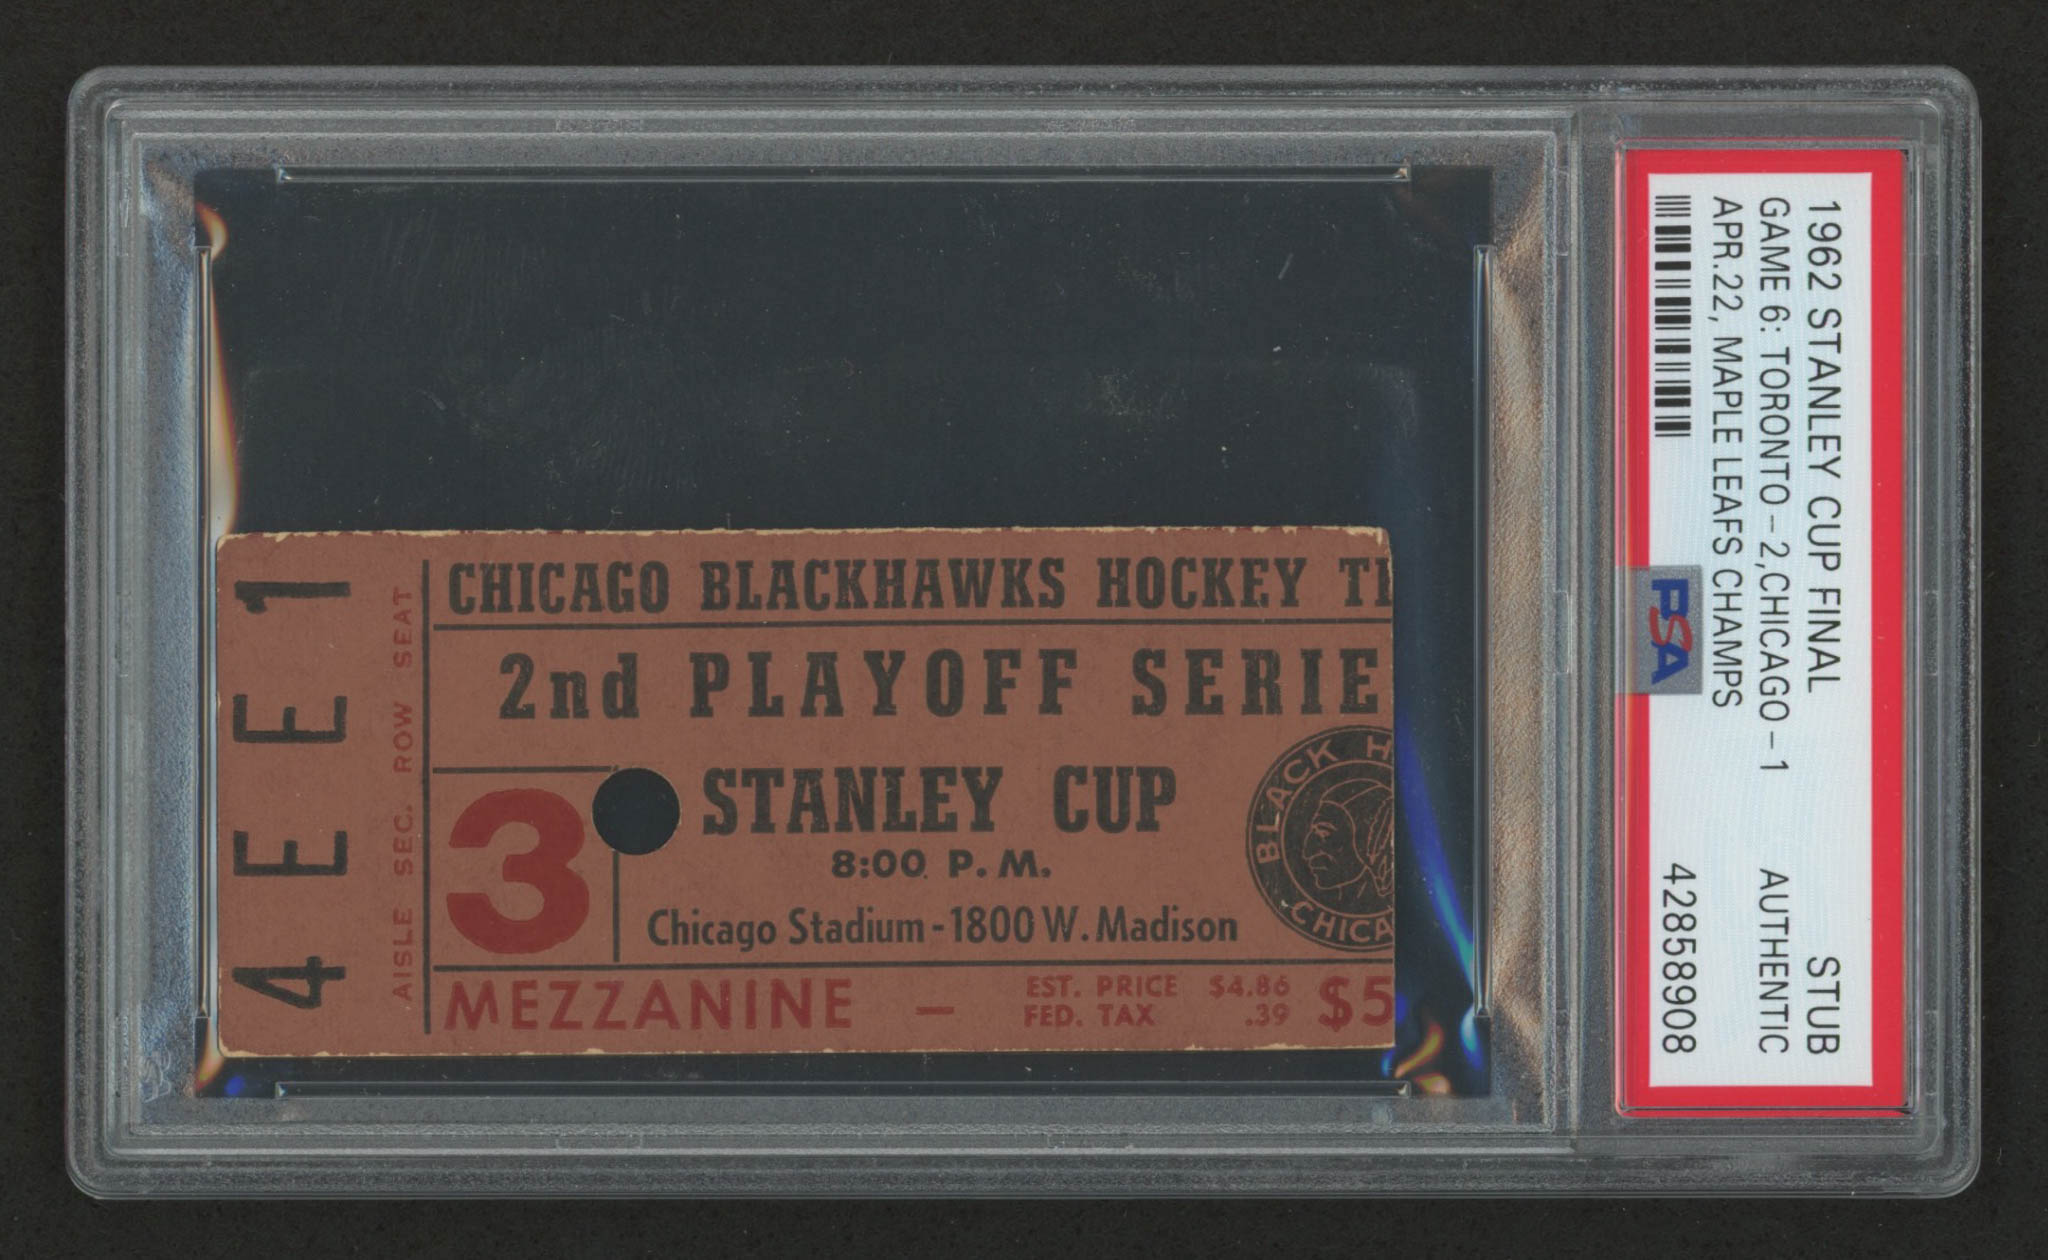 CHICAGO BLACKHAWKS HOCKEY TI
2nd PLAYOFF SERIE
STANLEY CUP
8:00 P. M.
Chicago Stadium - 1800 W. Madison
3
MEZZANINE —
EST. PRICE $4.86
FED. TAX .39
$5
BLACK H
CHICA
AISLE SEC. ROW SEAT
4 E E 1
1962 STANLEY CUP FINAL STUB
GAME 6: TORONTO-2,CHICAGO-1 AUTHENTIC
APR.22, MAPLE LEAFS CHAMPS
42858908
PSA